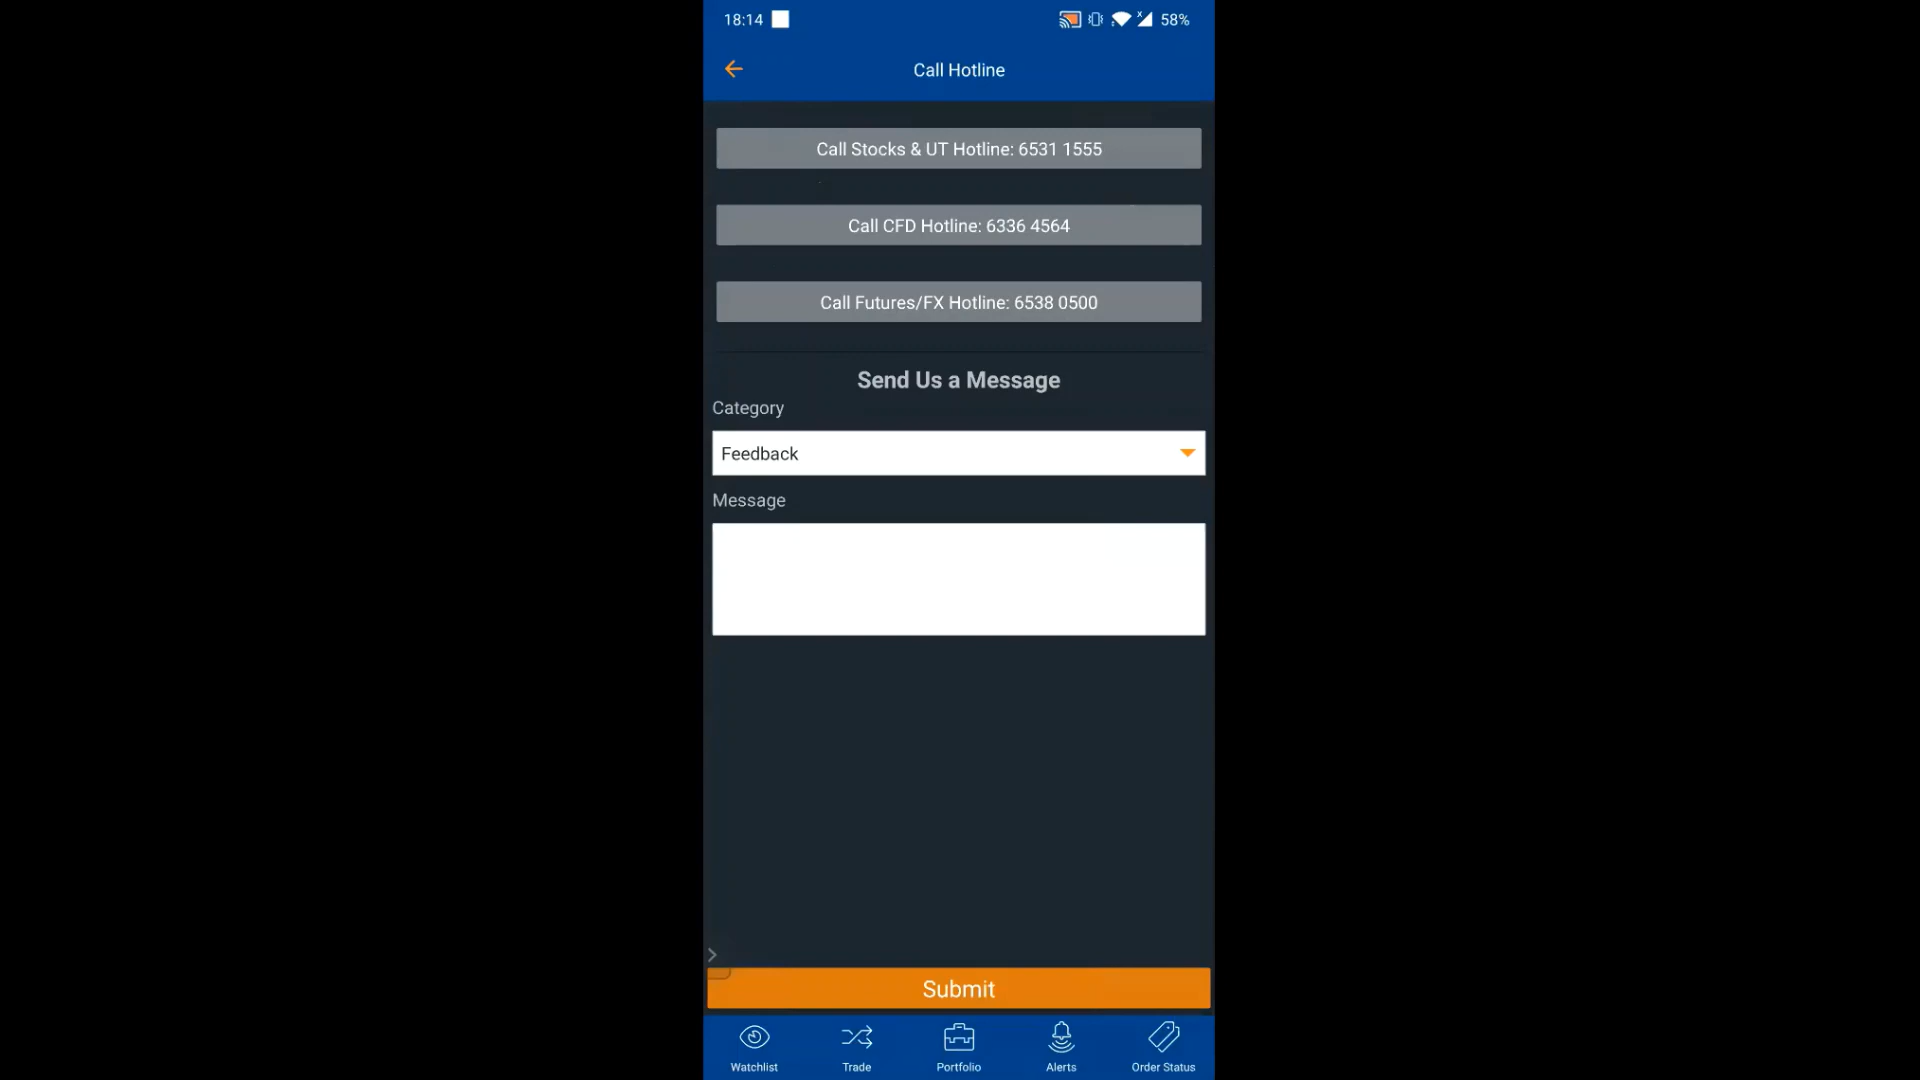 18:14
58%
Call Hotline
Call Stocks & UT Hotline: 6531 1555
Call CFD Hotline: 6336 4564
Call Futures/FX Hotline: 6538 0500
Send Us a Message
Category
Feedback
Message
Submit
Watchlist Trade Portfolio Alerts Order Status